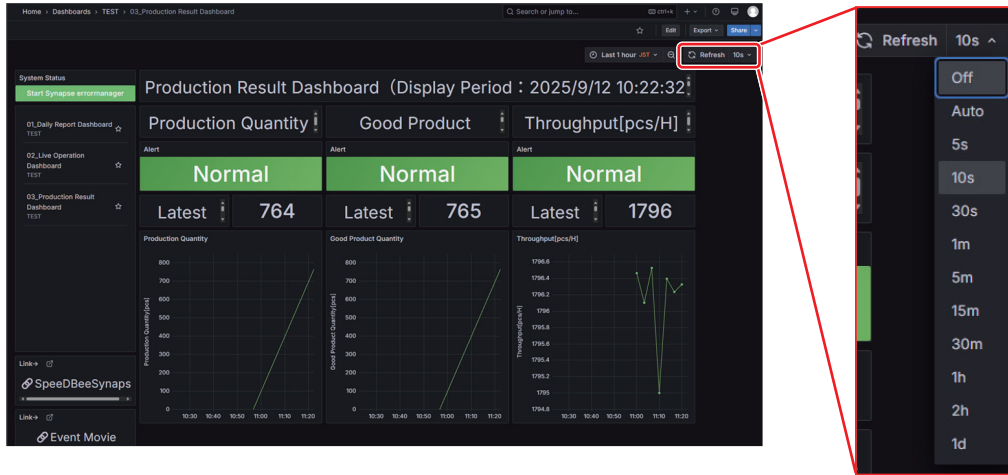 Home › Dashboards › TEST › 03_Production Result Dashboard
Search or jump to...
ctrl+k
Edit
Export
Share
Last 1 hour JST
Refresh 10s
System Status
Start Synapse errormanager
01_Daily Report Dashboard
TEST
02_Live Operation
Dashboard
TEST
03_Production Result
Dashboard
TEST
Link→
SpeeDBeeSynaps
Link→
Event Movie
Production Result Dashboard（Display Period：2025/9/12 10:22:32
Production Quantity
Good Product
Throughput[pcs/H]
Alert
Alert
Alert
Normal
Normal
Normal
Latest
764
Latest
765
Latest
1796
Production Quantity
Production Quantity[pcs]
800
700
600
500
400
300
200
100
0
10:30 10:40 10:50 11:00 11:10 11:20
Good Product Quantity
Good Product Quantity[pcs]
800
700
600
500
400
300
200
100
0
10:30 10:40 10:50 11:00 11:10 11:20
Throughput[pcs/H]
Throughput[pcs/H]
1796.6
1796.4
1796.2
1796
1795.8
1795.6
1795.4
1795.2
1795
1794.8
10:30 10:40 10:50 11:00 11:10 11:20
Refresh 10s
Off
Auto
5s
10s
30s
1m
5m
15m
30m
1h
2h
1d